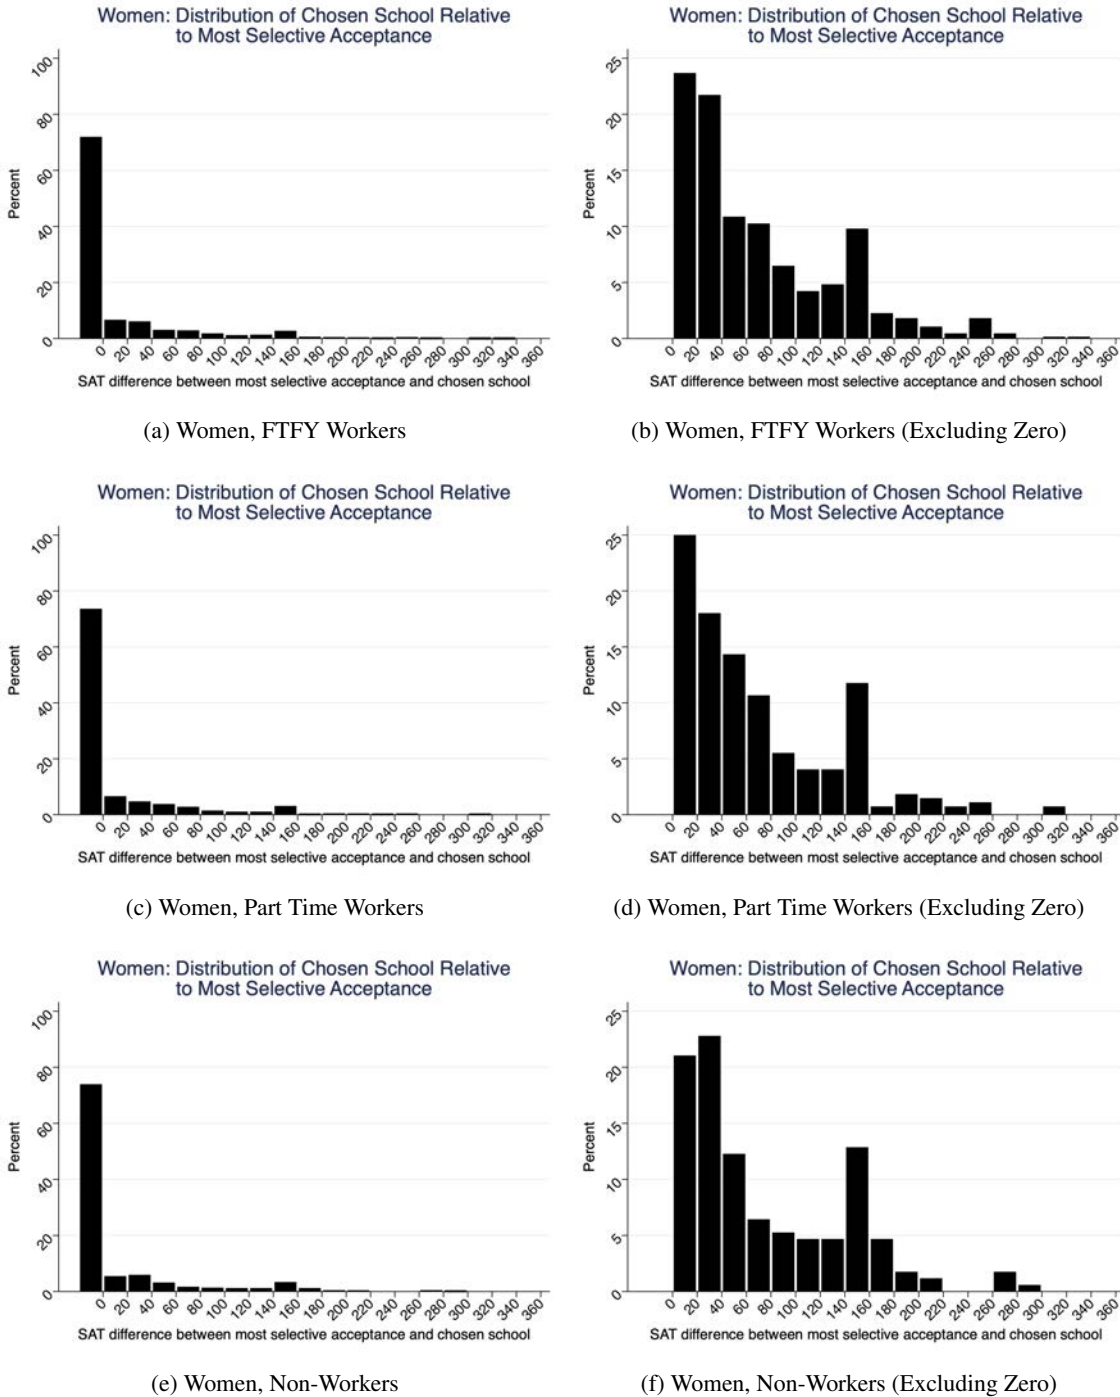 Women: Distribution of Chosen School Relative
to Most Selective Acceptance
Percent
0 20 40 60 80 100
0 20 40 60 80 100 120 140 160 180 200 220 240 260 280 300 320 340 360
SAT difference between most selective acceptance and chosen school
(a) Women, FTFY Workers
Women: Distribution of Chosen School Relative
to Most Selective Acceptance
Percent
0 5 10 15 20 25
0 20 40 60 80 100 120 140 160 180 200 220 240 260 280 300 320 340 360
SAT difference between most selective acceptance and chosen school
(b) Women, FTFY Workers (Excluding Zero)
Women: Distribution of Chosen School Relative
to Most Selective Acceptance
Percent
0 20 40 60 80 100
0 20 40 60 80 100 120 140 160 180 200 220 240 260 280 300 320 340 360
SAT difference between most selective acceptance and chosen school
(c) Women, Part Time Workers
Women: Distribution of Chosen School Relative
to Most Selective Acceptance
Percent
0 5 10 15 20 25
0 20 40 60 80 100 120 140 160 180 200 220 240 260 280 300 320 340 360
SAT difference between most selective acceptance and chosen school
(d) Women, Part Time Workers (Excluding Zero)
Women: Distribution of Chosen School Relative
to Most Selective Acceptance
Percent
0 20 40 60 80 100
0 20 40 60 80 100 120 140 160 180 200 220 240 260 280 300 320 340 360
SAT difference between most selective acceptance and chosen school
(e) Women, Non-Workers
Women: Distribution of Chosen School Relative
to Most Selective Acceptance
Percent
0 5 10 15 20 25
0 20 40 60 80 100 120 140 160 180 200 220 240 260 280 300 320 340 360
SAT difference between most selective acceptance and chosen school
(f) Women, Non-Workers (Excluding Zero)